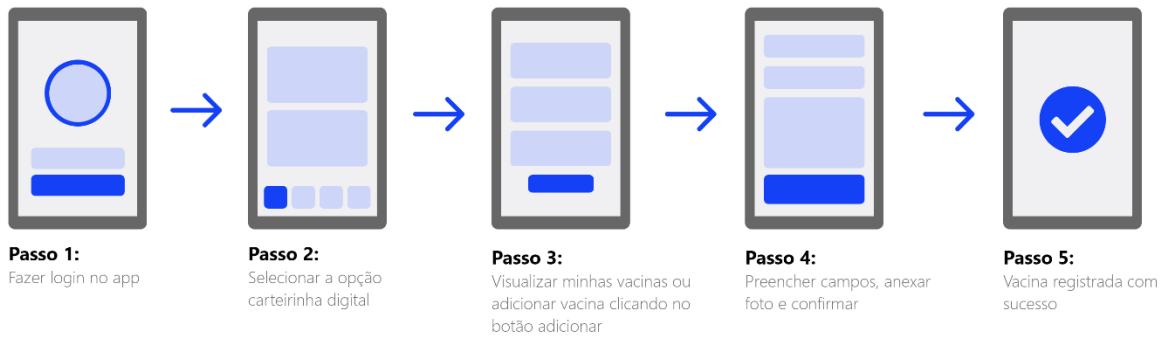 Passo 1:
Fazer login no app
Passo 2:
Selecionar a opção
carteirinha digital
Passo 3:
Visualizar minhas vacinas ou
adicionar vacina clicando no
botão adicionar
Passo 4:
Preencher campos, anexar
foto e confirmar
Passo 5:
Vacina registrada com
sucesso